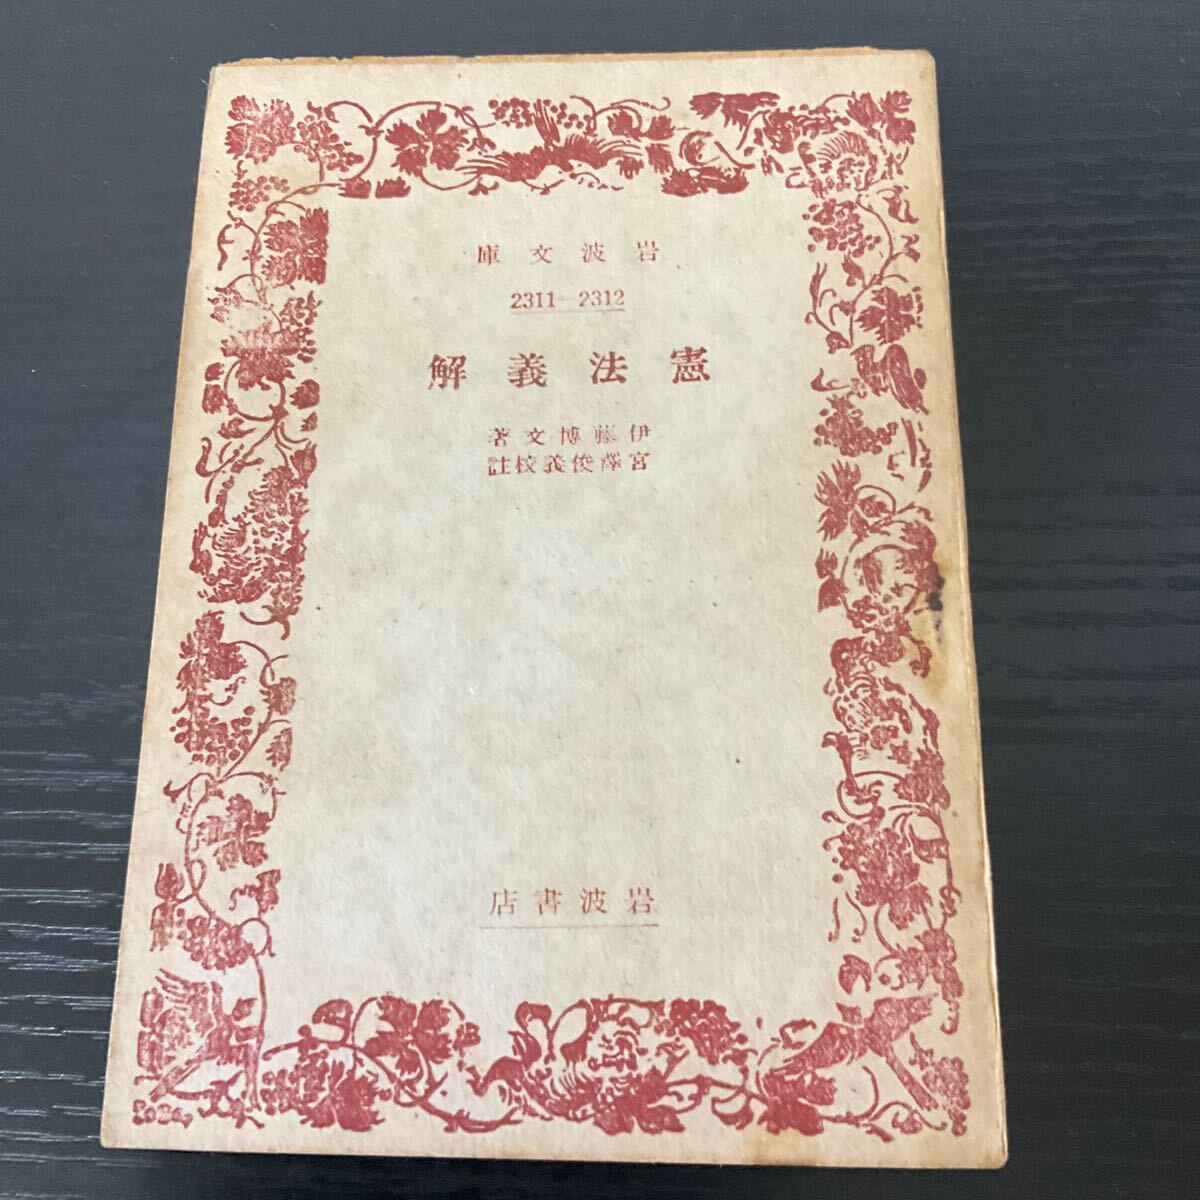 岩波文庫
2311-2312
憲法義解
伊藤博文著
宮澤俊義校註
岩波書店